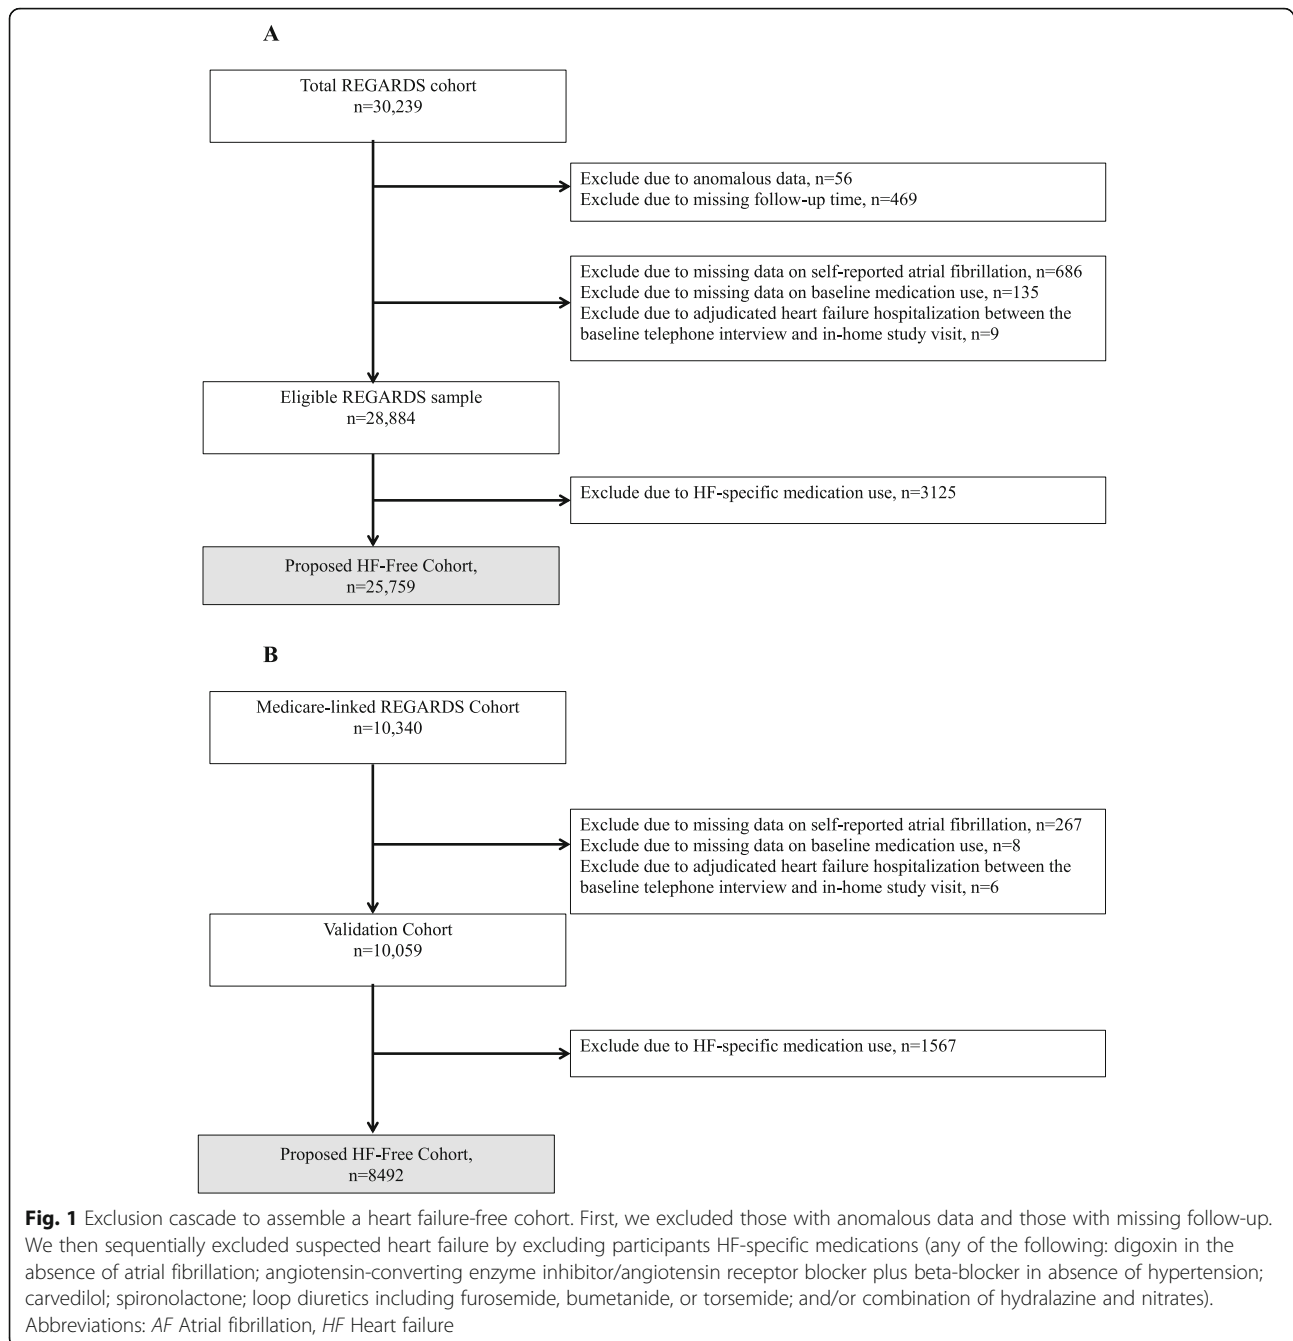 A
Total REGARDS cohort
n=30,239
Exclude due to anomalous data, n=56
Exclude due to missing follow-up time, n=469
Exclude due to missing data on self-reported atrial fibrillation, n=686
Exclude due to missing data on baseline medication use, n=135
Exclude due to adjudicated heart failure hospitalization between the
baseline telephone interview and in-home study visit, n=9
Eligible REGARDS sample
n=28,884
Exclude due to HF-specific medication use, n=3125
Proposed HF-Free Cohort,
n=25,759
B
Medicare-linked REGARDS Cohort
n=10,340
Exclude due to missing data on self-reported atrial fibrillation, n=267
Exclude due to missing data on baseline medication use, n=8
Exclude due to adjudicated heart failure hospitalization between the
baseline telephone interview and in-home study visit, n=6
Validation Cohort
n=10,059
Exclude due to HF-specific medication use, n=1567
Proposed HF-Free Cohort,
n=8492
Fig. 1 Exclusion cascade to assemble a heart failure-free cohort. First, we excluded those with anomalous data and those with missing follow-up.
We then sequentially excluded suspected heart failure by excluding participants HF-specific medications (any of the following: digoxin in the
absence of atrial fibrillation; angiotensin-converting enzyme inhibitor/angiotensin receptor blocker plus beta-blocker in absence of hypertension;
carvedilol; spironolactone; loop diuretics including furosemide, bumetanide, or torsemide; and/or combination of hydralazine and nitrates).
Abbreviations: AF Atrial fibrillation, HF Heart failure